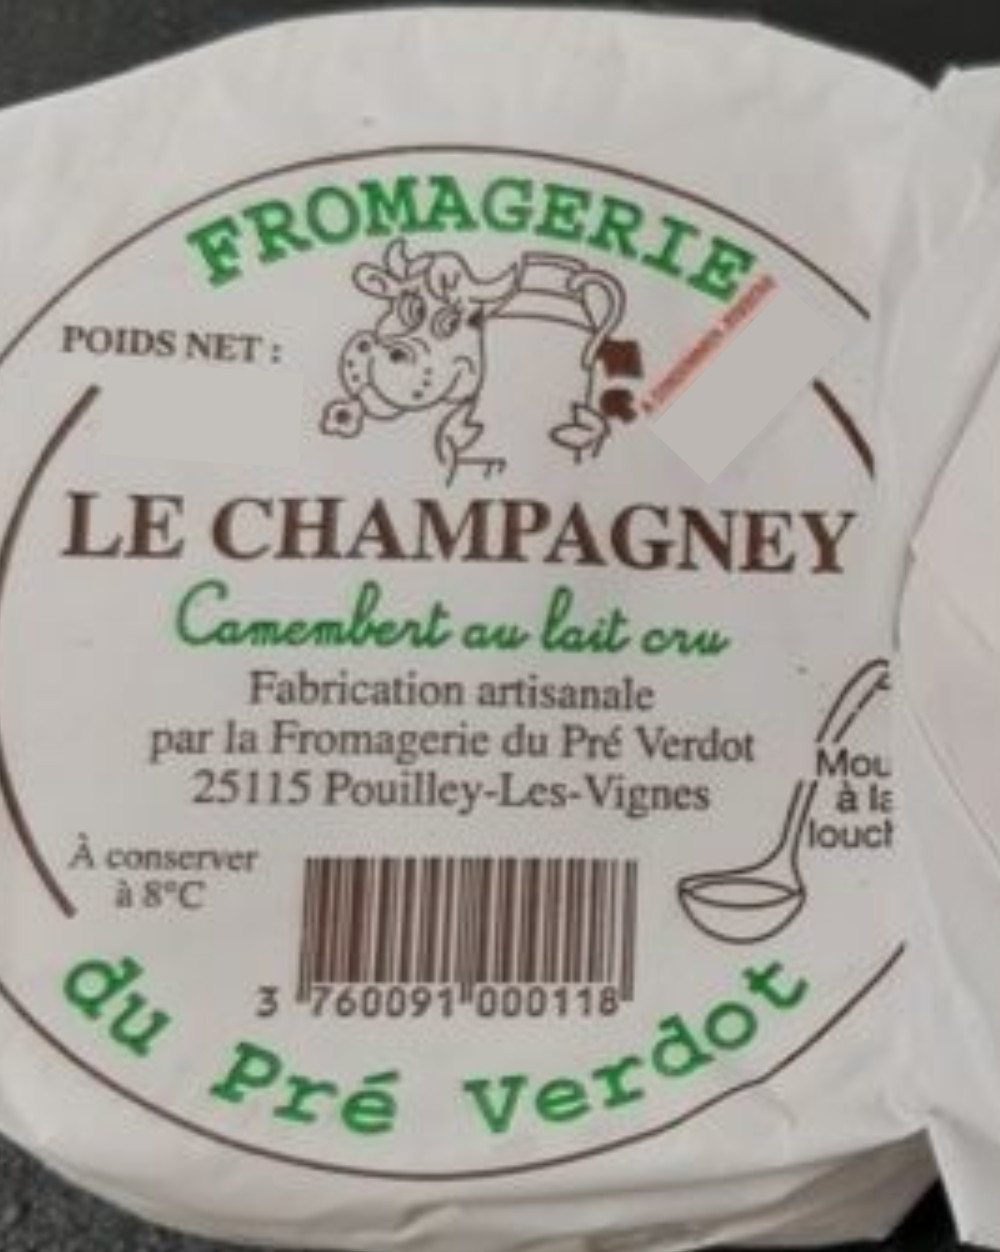 FROMAGERIE
POIDS NET :
LE CHAMPAGNEY
Camembert au lait cru
Fabrication artisanale
par la Fromagerie du Pré Verdot
25115 Pouilley-Les-Vignes
Mou
à la
louch
À conserver
à 8°C
3 760091 000118
du Pré Verdot